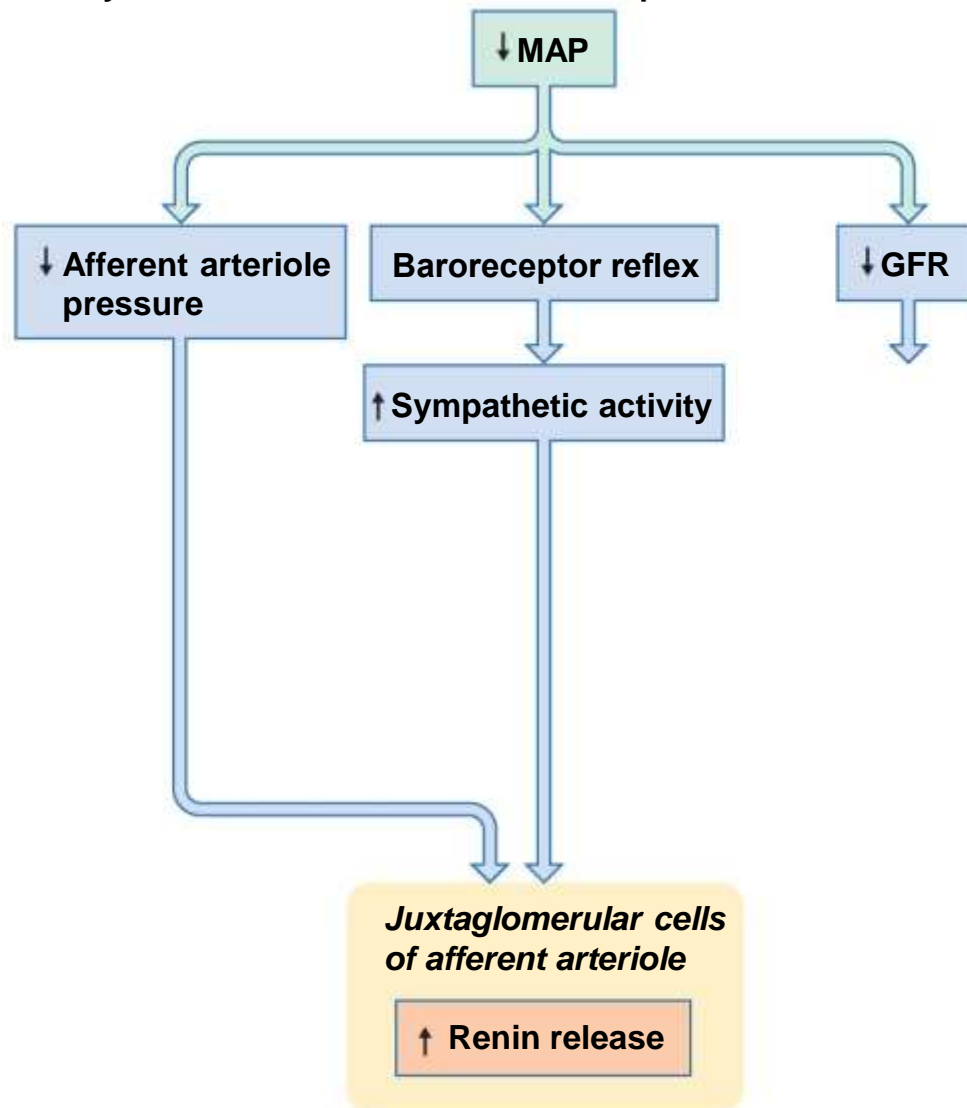 ↓ MAP
↓ Afferent arteriole
pressure
Baroreceptor reflex
↓ GFR
↑ Sympathetic activity
Juxtaglomerular cells
of afferent arteriole
↑ Renin release